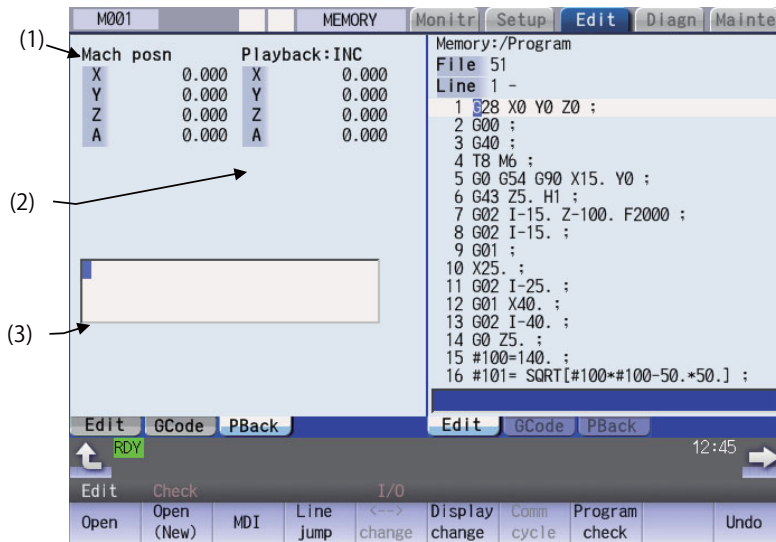 M001 MEMORY Monitr Setup Edit Diagn Mainte
(1)
Mach posn Playback:INC
X 0.000 X 0.000
Y 0.000 Y 0.000
Z 0.000 Z 0.000
A 0.000 A 0.000
(2)
(3)
Edit GCode PBack
Memory:/Program
File 51
Line 1 -
1 G28 X0 Y0 Z0 ;
2 G00 ;
3 G40 ;
4 T8 M6 ;
5 G0 G54 G90 X15. Y0 ;
6 G43 Z5. H1 ;
7 G02 I-15. Z-100. F2000 ;
8 G02 I-15. ;
9 G01 ;
10 X25. ;
11 G02 I-25. ;
12 G01 X40. ;
13 G02 I-40. ;
14 G0 Z5. ;
15 #100=140. ;
16 #101= SQRT[#100*#100-50.*50.] ;
Edit GCode PBack
RDY 12:45
Edit Check I/O
Open
Open
(New)
MDI
Line
jump
<-->
change
Display
change
Comm
cycle
Program
check
Undo